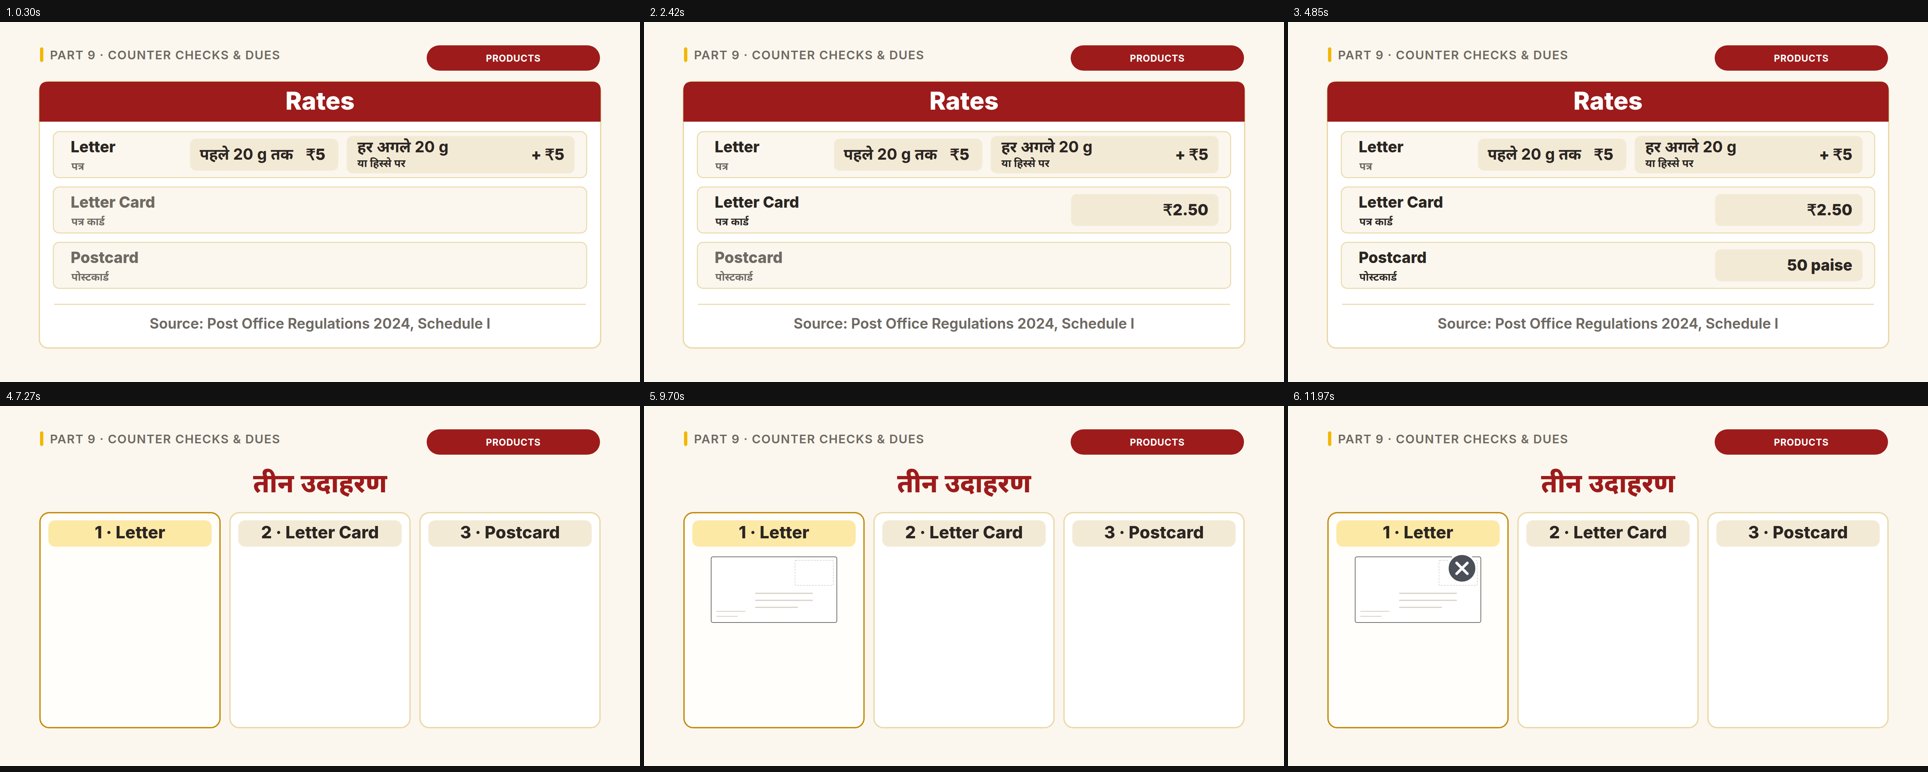 1. 0.30s
PART 9 · COUNTER CHECKS & DUES
PRODUCTS
Rates
Letter
पत्र
पहले 20 g तक ₹5
हर अगले 20 g
या हिस्से पर
+ ₹5
Letter Card
पत्र कार्ड
Postcard
पोस्टकार्ड
Source: Post Office Regulations 2024, Schedule I
2. 2.42s
PART 9 · COUNTER CHECKS & DUES
PRODUCTS
Rates
Letter
पत्र
पहले 20 g तक ₹5
हर अगले 20 g
या हिस्से पर
+ ₹5
Letter Card
पत्र कार्ड
₹2.50
Postcard
पोस्टकार्ड
Source: Post Office Regulations 2024, Schedule I
3. 4.85s
PART 9 · COUNTER CHECKS & DUES
PRODUCTS
Rates
Letter
पत्र
पहले 20 g तक ₹5
हर अगले 20 g
या हिस्से पर
+ ₹5
Letter Card
पत्र कार्ड
₹2.50
Postcard
पोस्टकार्ड
50 paise
Source: Post Office Regulations 2024, Schedule I
4. 7.27s
PART 9 · COUNTER CHECKS & DUES
PRODUCTS
तीन उदाहरण
1 · Letter
2 · Letter Card
3 · Postcard
5. 9.70s
PART 9 · COUNTER CHECKS & DUES
PRODUCTS
तीन उदाहरण
1 · Letter
2 · Letter Card
3 · Postcard
6. 11.97s
PART 9 · COUNTER CHECKS & DUES
PRODUCTS
तीन उदाहरण
1 · Letter
2 · Letter Card
3 · Postcard